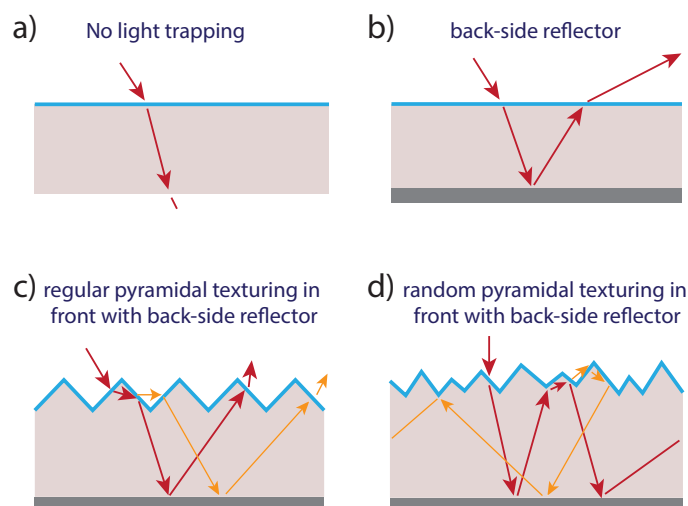 a) No light trapping
b) back-side reflector
c) regular pyramidal texturing in
front with back-side reflector
d) random pyramidal texturing in
front with back-side reflector